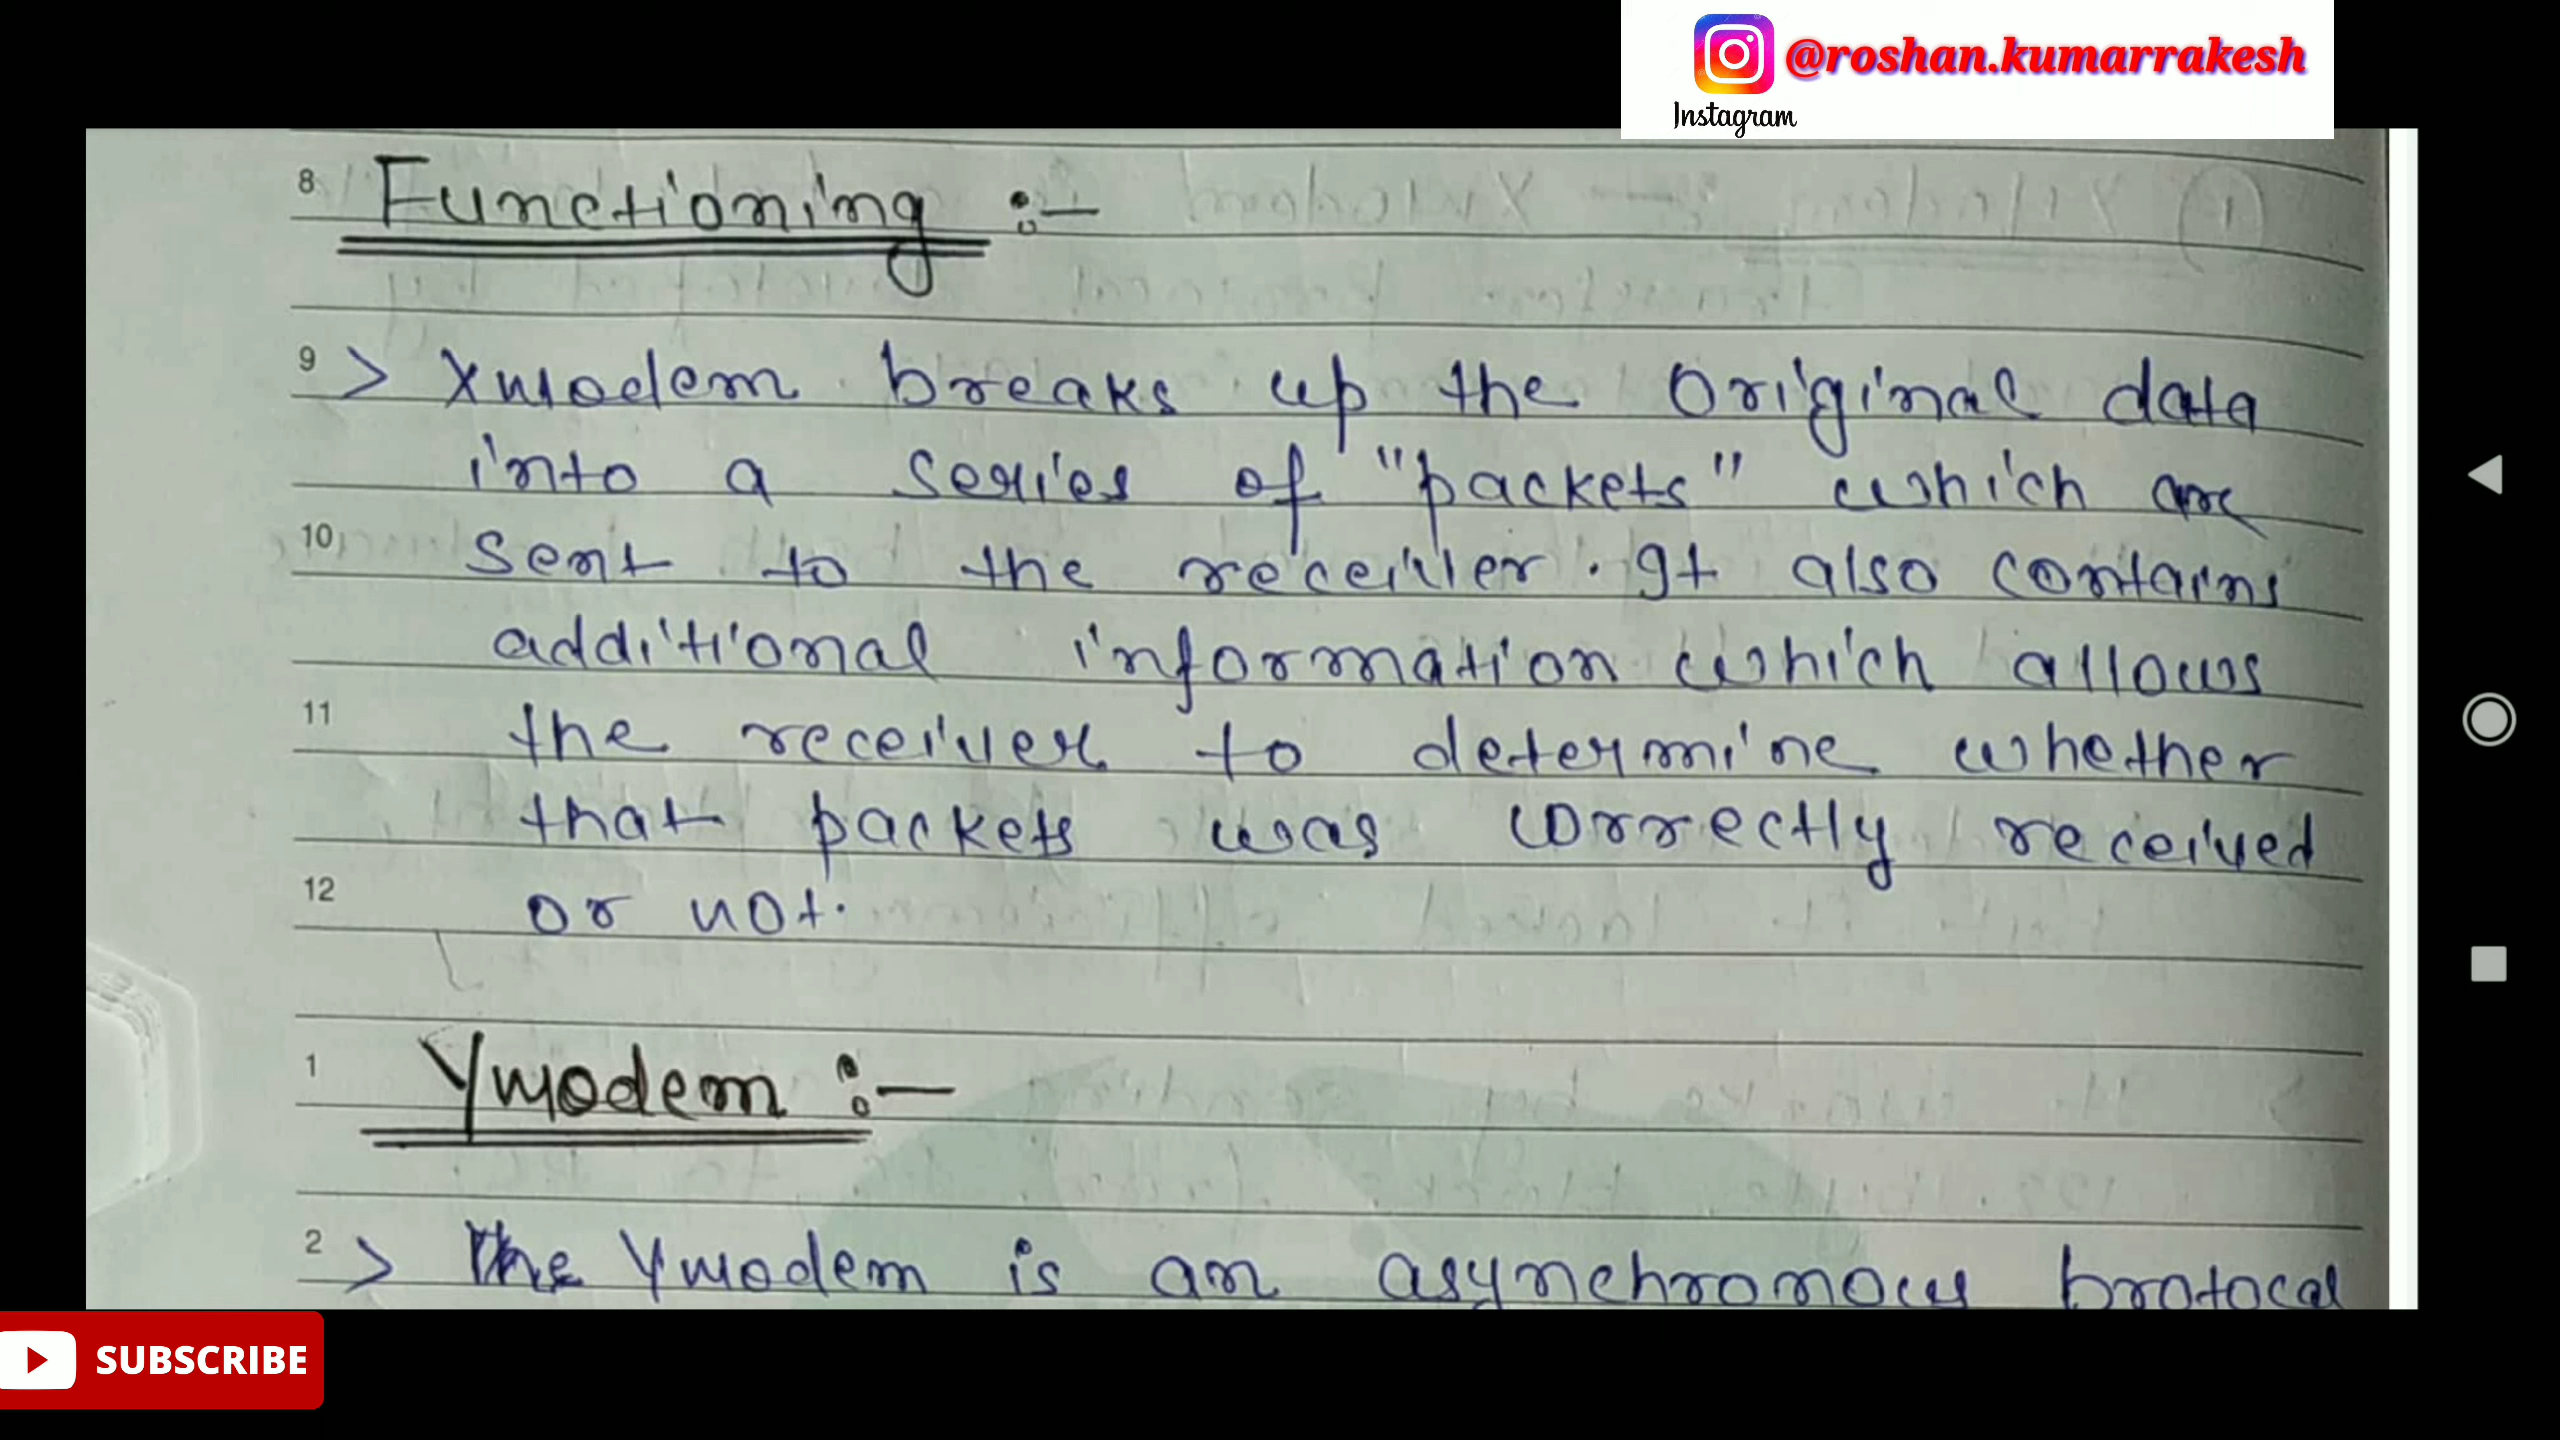 @roshan.kumarrakesh
Instagram
8 Functioning :-
9 > Xmodem breaks up the Original data
into a series of "packets" which are
10 sent to the receiver. It also contains
additional information which allows
11 the receiver to determine whether
that packets was correctly received
12 or not.
1 Ymodem :-
2 > The Ymodem is an asynchronous protocal
SUBSCRIBE